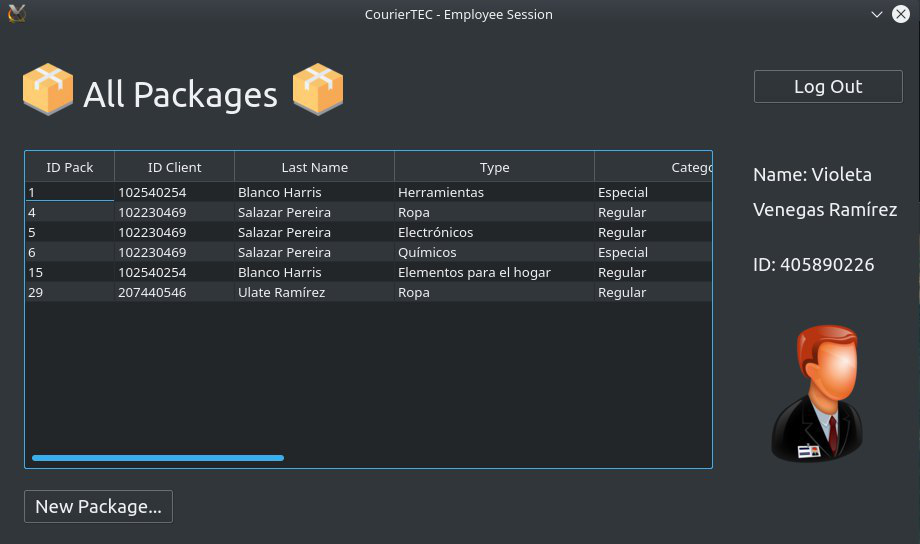 CourierTEC - Employee Session
All Packages
Log Out
ID Pack ID Client Last Name Type Catego
1 102540254 Blanco Harris Herramientas Especial
4 102230469 Salazar Pereira Ropa Regular
5 102230469 Salazar Pereira Electrónicos Regular
6 102230469 Salazar Pereira Químicos Especial
15 102540254 Blanco Harris Elementos para el hogar Regular
29 207440546 Ulate Ramírez Ropa Regular
Name: Violeta
Venegas Ramírez
ID: 405890226
New Package...